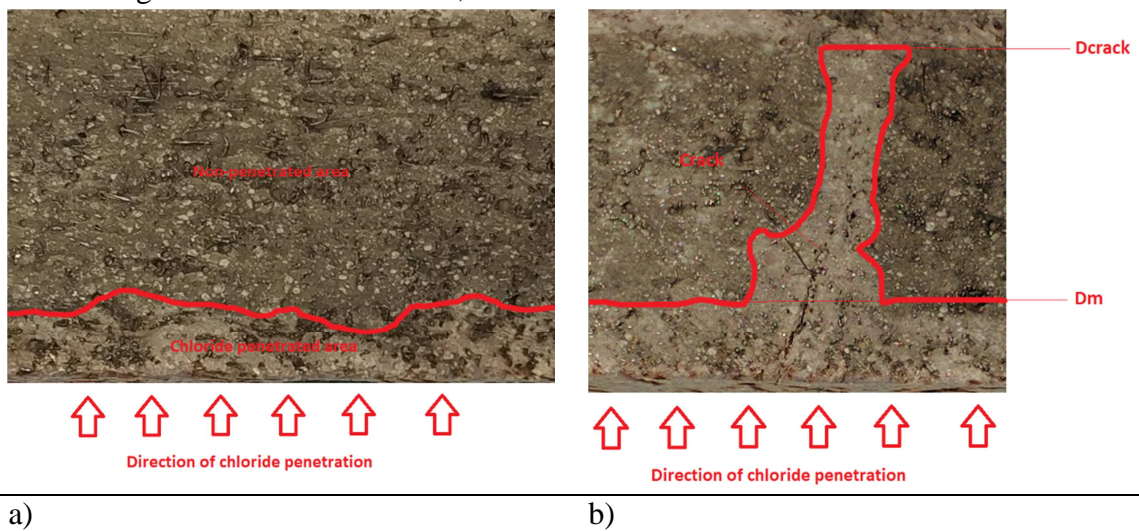 Non-penetrated area
Chloride penetrated area
Direction of chloride penetration
a)
Dcrack
Crack
Dm
Direction of chloride penetration
b)